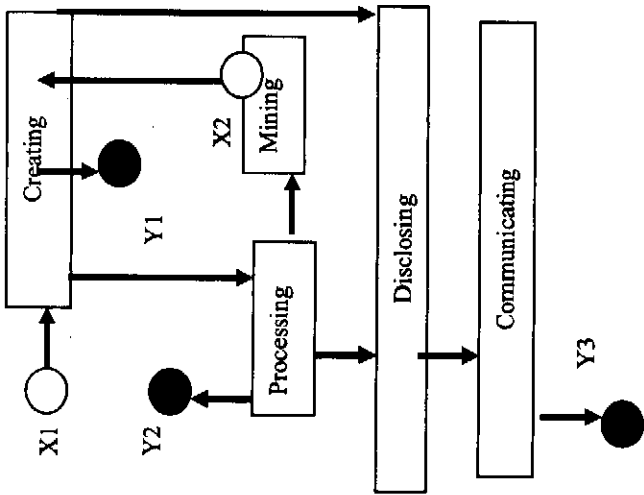 X1
Creating
Y1
X2
Mining
Y2
Processing
Disclosing
Communicating
Y3